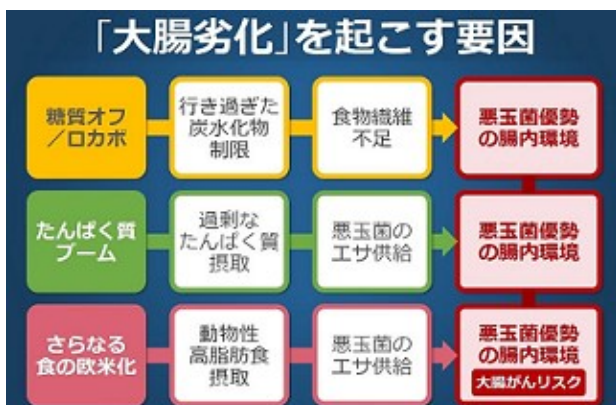 「大腸劣化」を起こす要因
糖質オフ
／ロカボ
行き過ぎた
炭水化物
制限
食物繊維
不足
悪玉菌優勢
の腸内環境
たんぱく質
ブーム
過剰な
たんぱく質
摂取
悪玉菌の
エサ供給
悪玉菌優勢
の腸内環境
さらなる
食の欧米化
動物性
高脂肪食
摂取
悪玉菌の
エサ供給
悪玉菌優勢
の腸内環境
大腸がんリスク